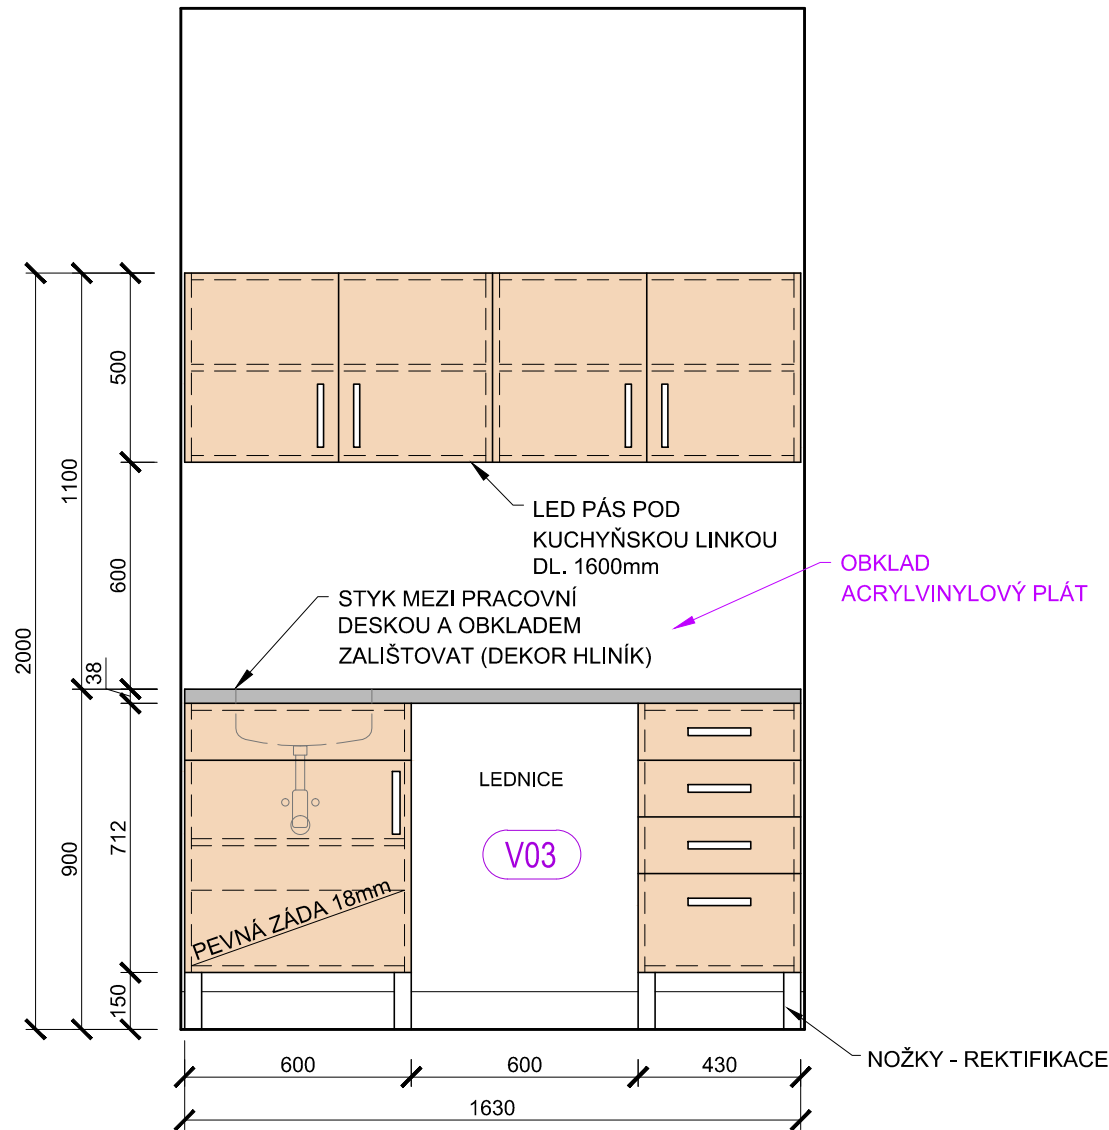 500
1100
LED PÁS POD
KUCHYŇSKOU LINKOU
DL. 1600mm
OBKLAD
ACRYLVINYLOVÝ PLÁT
600
STYK MEZI PRACOVNÍ
DESKOU A OBKLADEM
ZALIŠTOVAT (DEKOR HLINÍK)
2000
38
LEDNICE
V03
712
900
PEVNÁ ZÁDA 18mm
150
NOŽKY - REKTIFIKACE
600
600
430
1630